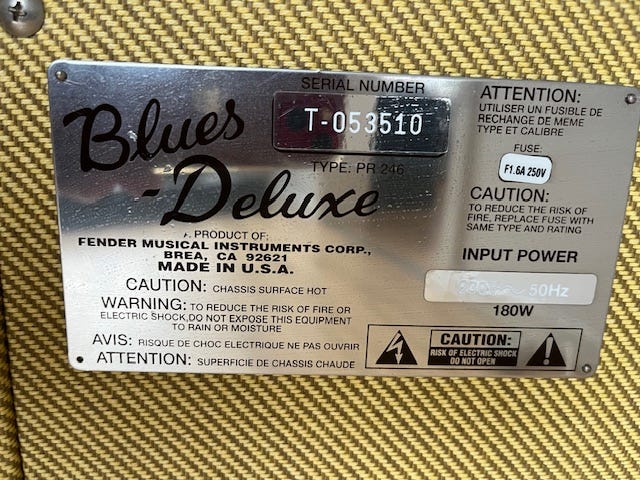 Blues
-Deluxe
SERIAL NUMBER
T-053510
TYPE: PR 246
A PRODUCT OF:
FENDER MUSICAL INSTRUMENTS CORP.,
BREA, CA 92621
MADE IN U.S.A.
CAUTION: CHASSIS SURFACE HOT
WARNING: TO REDUCE THE RISK OF FIRE OR
ELECTRIC SHOCK,DO NOT EXPOSE THIS EQUIPMENT
TO RAIN OR MOISTURE
AVIS: RISQUE DE CHOC ELECTRIQUE NE PAS OUVRIR
ATTENTION: SUPERFICIE DE CHASSIS CHAUDE
ATTENTION:
UTILISER UN FUSIBLE DE
RECHANGE DE MEME
TYPE ET CALIBRE
FUSE:
F1.6A 250V
CAUTION:
TO REDUCE THE RISK OF
FIRE, REPLACE FUSE WITH
SAME TYPE AND RATING
INPUT POWER
50Hz
180W
CAUTION:
RISK OF ELECTRIC SHOCK
DO NOT OPEN